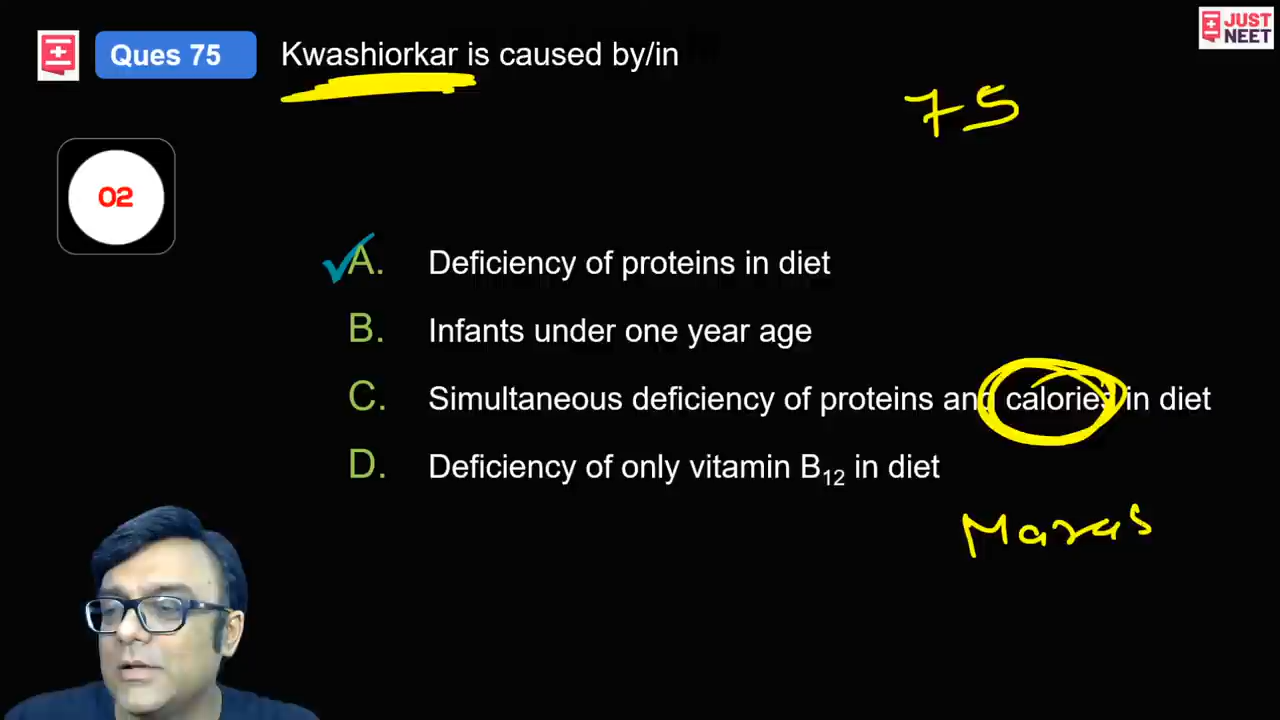 JUST
NEET
Ques 75 Kwashiorkar is caused by/in
75
02
A. Deficiency of proteins in diet
B. Infants under one year age
C. Simultaneous deficiency of proteins and calories in diet
D. Deficiency of only vitamin B12 in diet
Maras